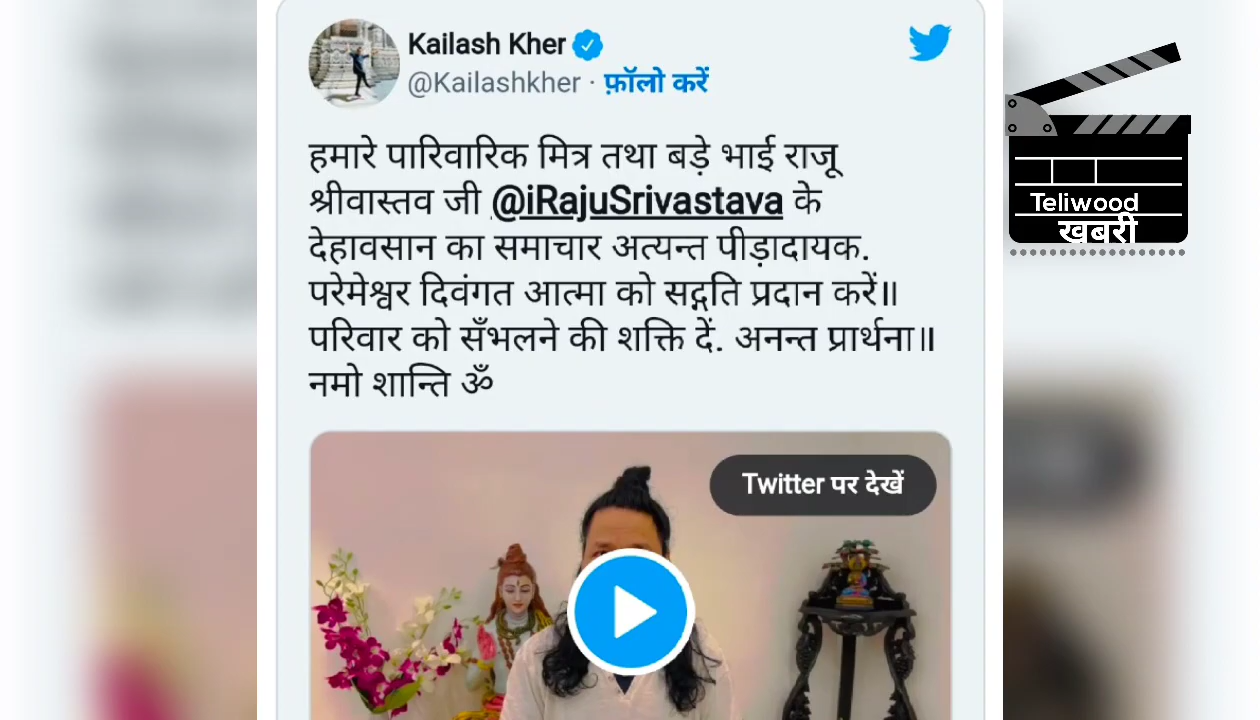 Kailash Kher
@Kailashkher · फ़ॉलो करें
हमारे पारिवारिक मित्र तथा बड़े भाई राजू
श्रीवास्तव जी @iRajuSrivastava के
देहावसान का समाचार अत्यन्त पीड़ादायक.
परेमेश्वर दिवंगत आत्मा को सद्गति प्रदान करें॥
परिवार को सँभलने की शक्ति दें. अनन्त प्रार्थना॥
नमो शान्ति ॐ
Twitter पर देखें
Teliwood
खबरी